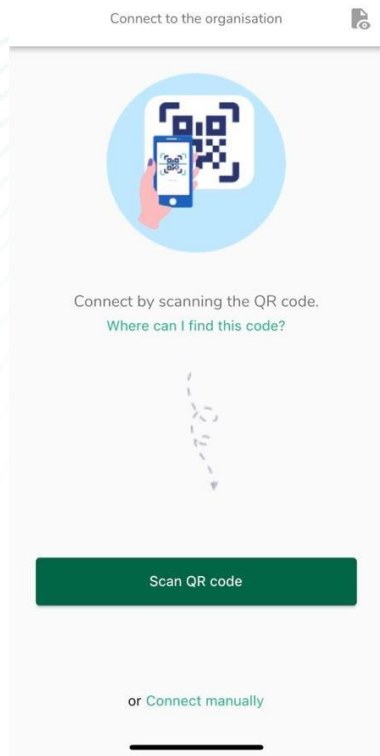 Connect to the organisation
Connect by scanning the QR code.
Where can I find this code?
Scan QR code
or Connect manually